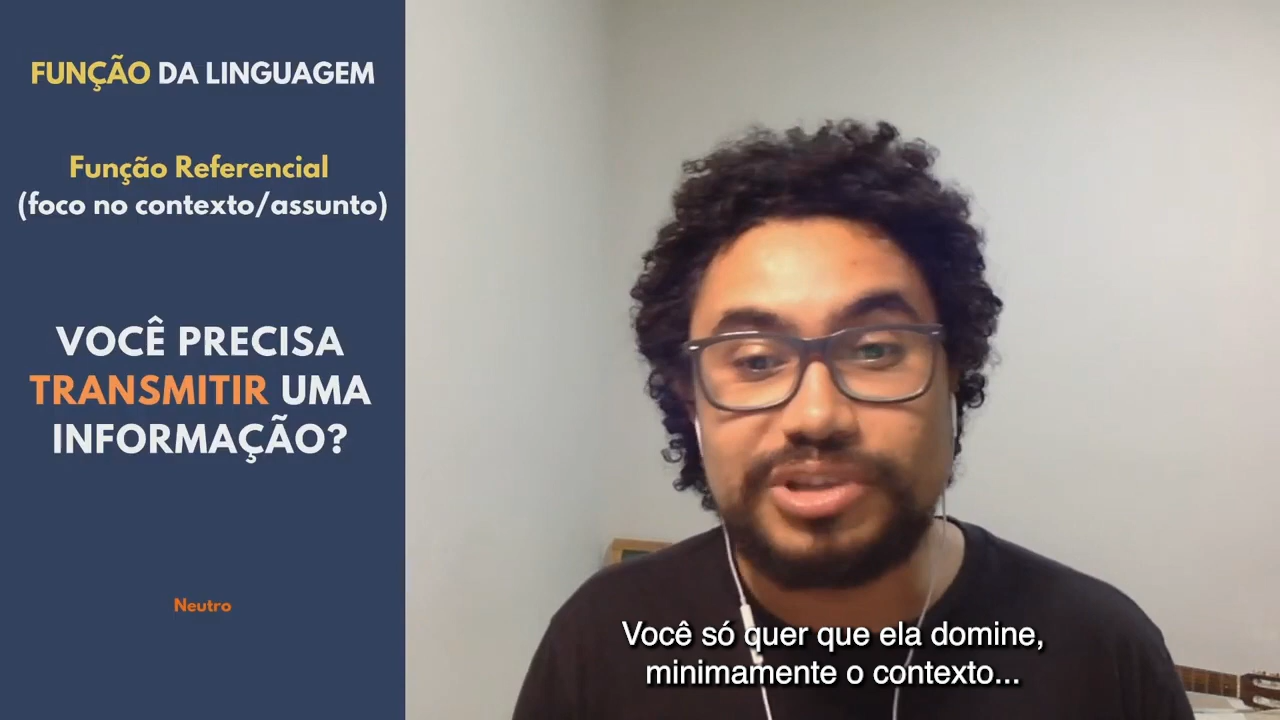 FUNÇÃO DA LINGUAGEM
Função Referencial
(foco no contexto/assunto)
VOCÊ PRECISA
TRANSMITIR UMA
INFORMAÇÃO?
Neutro
Você só quer que ela domine,
minimamente o contexto...